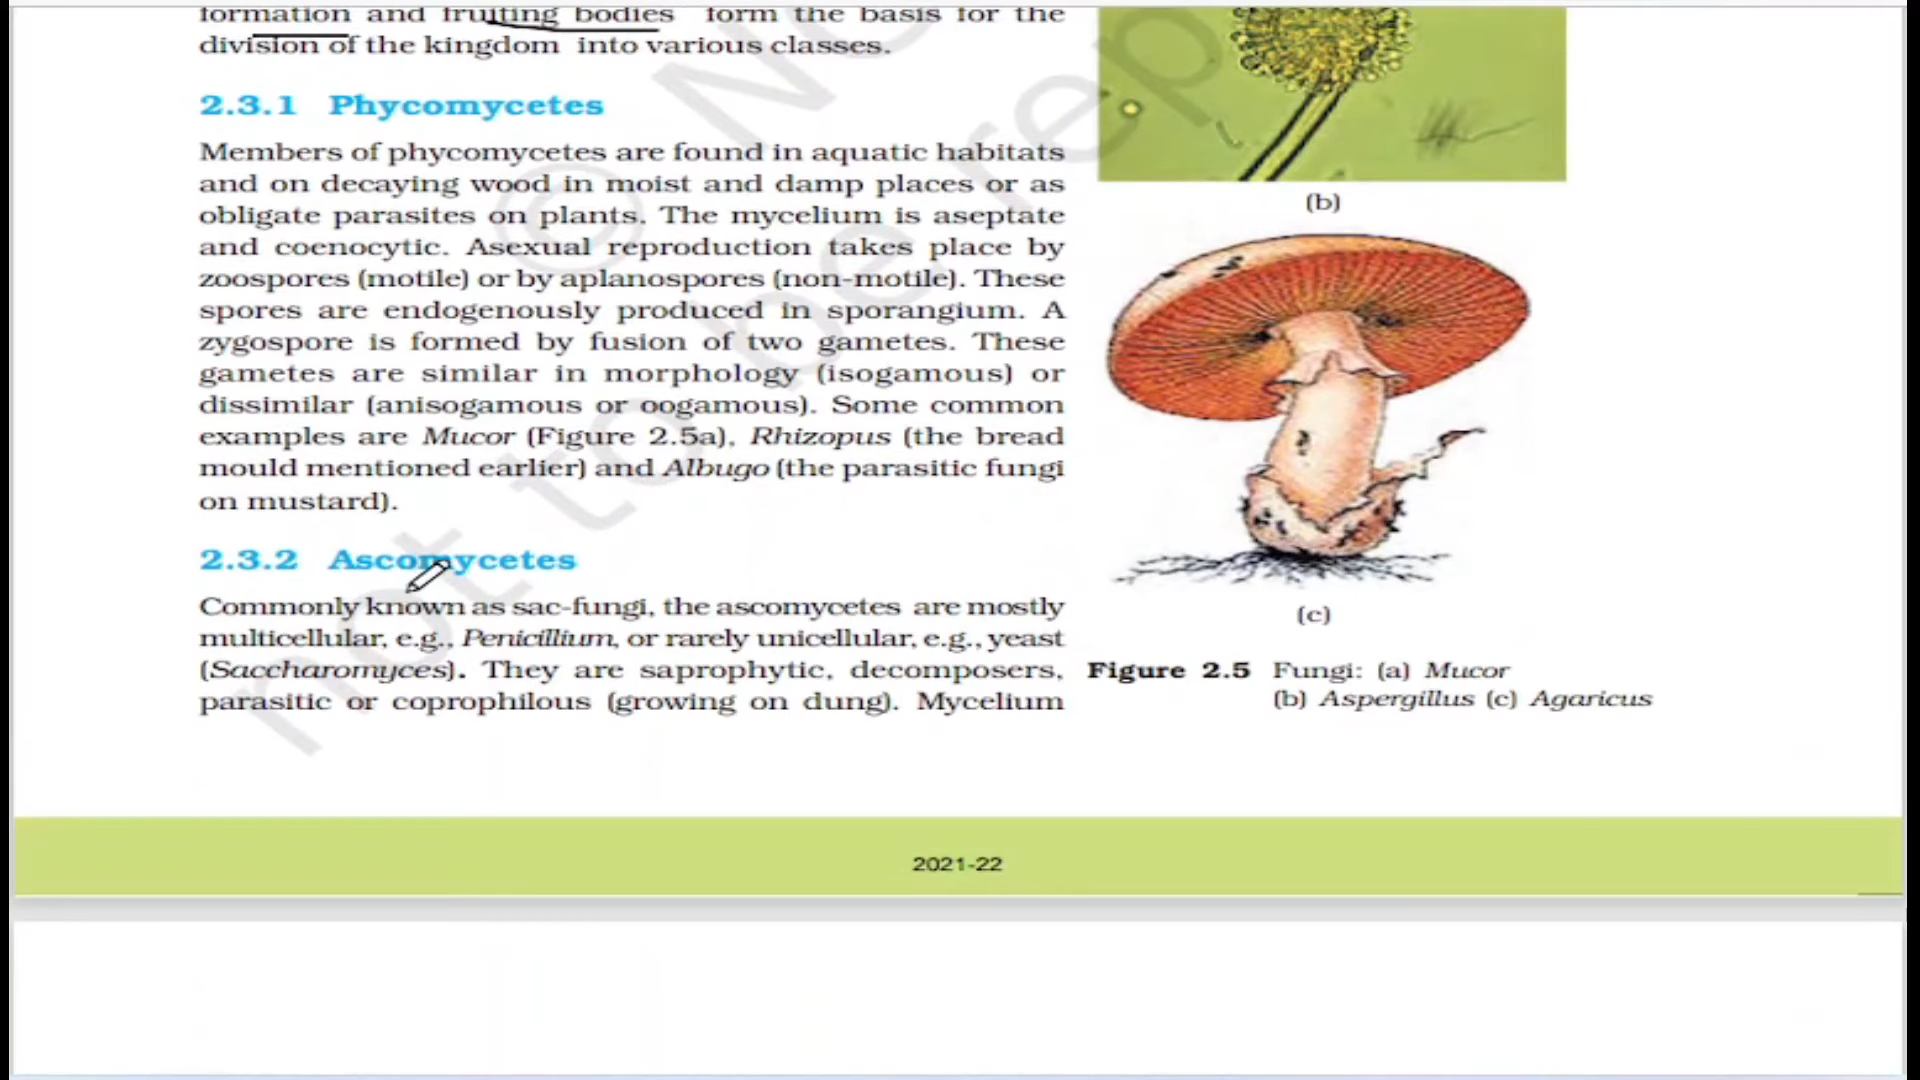 formation and fruiting bodies form the basis for the
division of the kingdom into various classes.
2.3.1 Phycomycetes
Members of phycomycetes are found in aquatic habitats
and on decaying wood in moist and damp places or as
obligate parasites on plants. The mycelium is aseptate
and coenocytic. Asexual reproduction takes place by
zoospores (motile) or by aplanospores (non-motile). These
spores are endogenously produced in sporangium. A
zygospore is formed by fusion of two gametes. These
gametes are similar in morphology (isogamous) or
dissimilar (anisogamous or oogamous). Some common
examples are Mucor (Figure 2.5a), Rhizopus (the bread
mould mentioned earlier) and Albugo (the parasitic fungi
on mustard).
2.3.2 Ascomycetes
Commonly known as sac-fungi, the ascomycetes are mostly
multicellular, e.g., Penicillium, or rarely unicellular, e.g., yeast
(Saccharomyces). They are saprophytic, decomposers,
parasitic or coprophilous (growing on dung). Mycelium
(b)
(c)
Figure 2.5 Fungi: (a) Mucor
(b) Aspergillus (c) Agaricus
© NC
not to be rep
2021-22